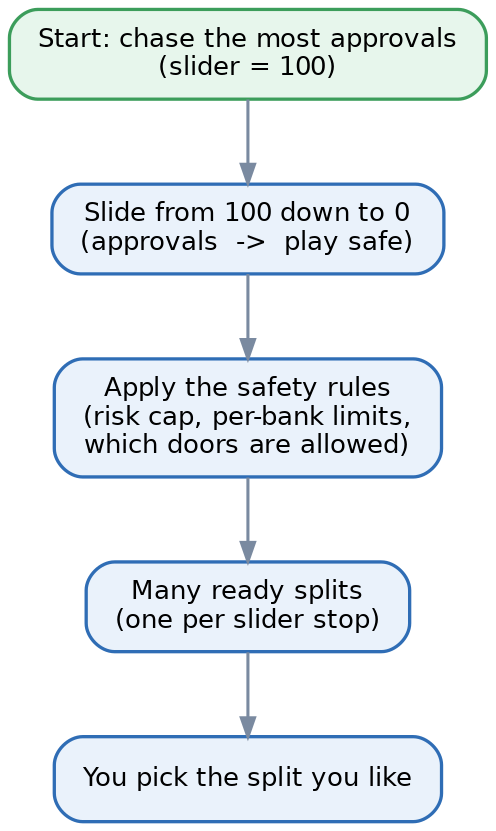 Start: chase the most approvals
(slider = 100)
Slide from 100 down to 0
(approvals  ->  play safe)
Apply the safety rules
(risk cap, per-bank limits,
which doors are allowed)
Many ready splits
(one per slider stop)
You pick the split you like